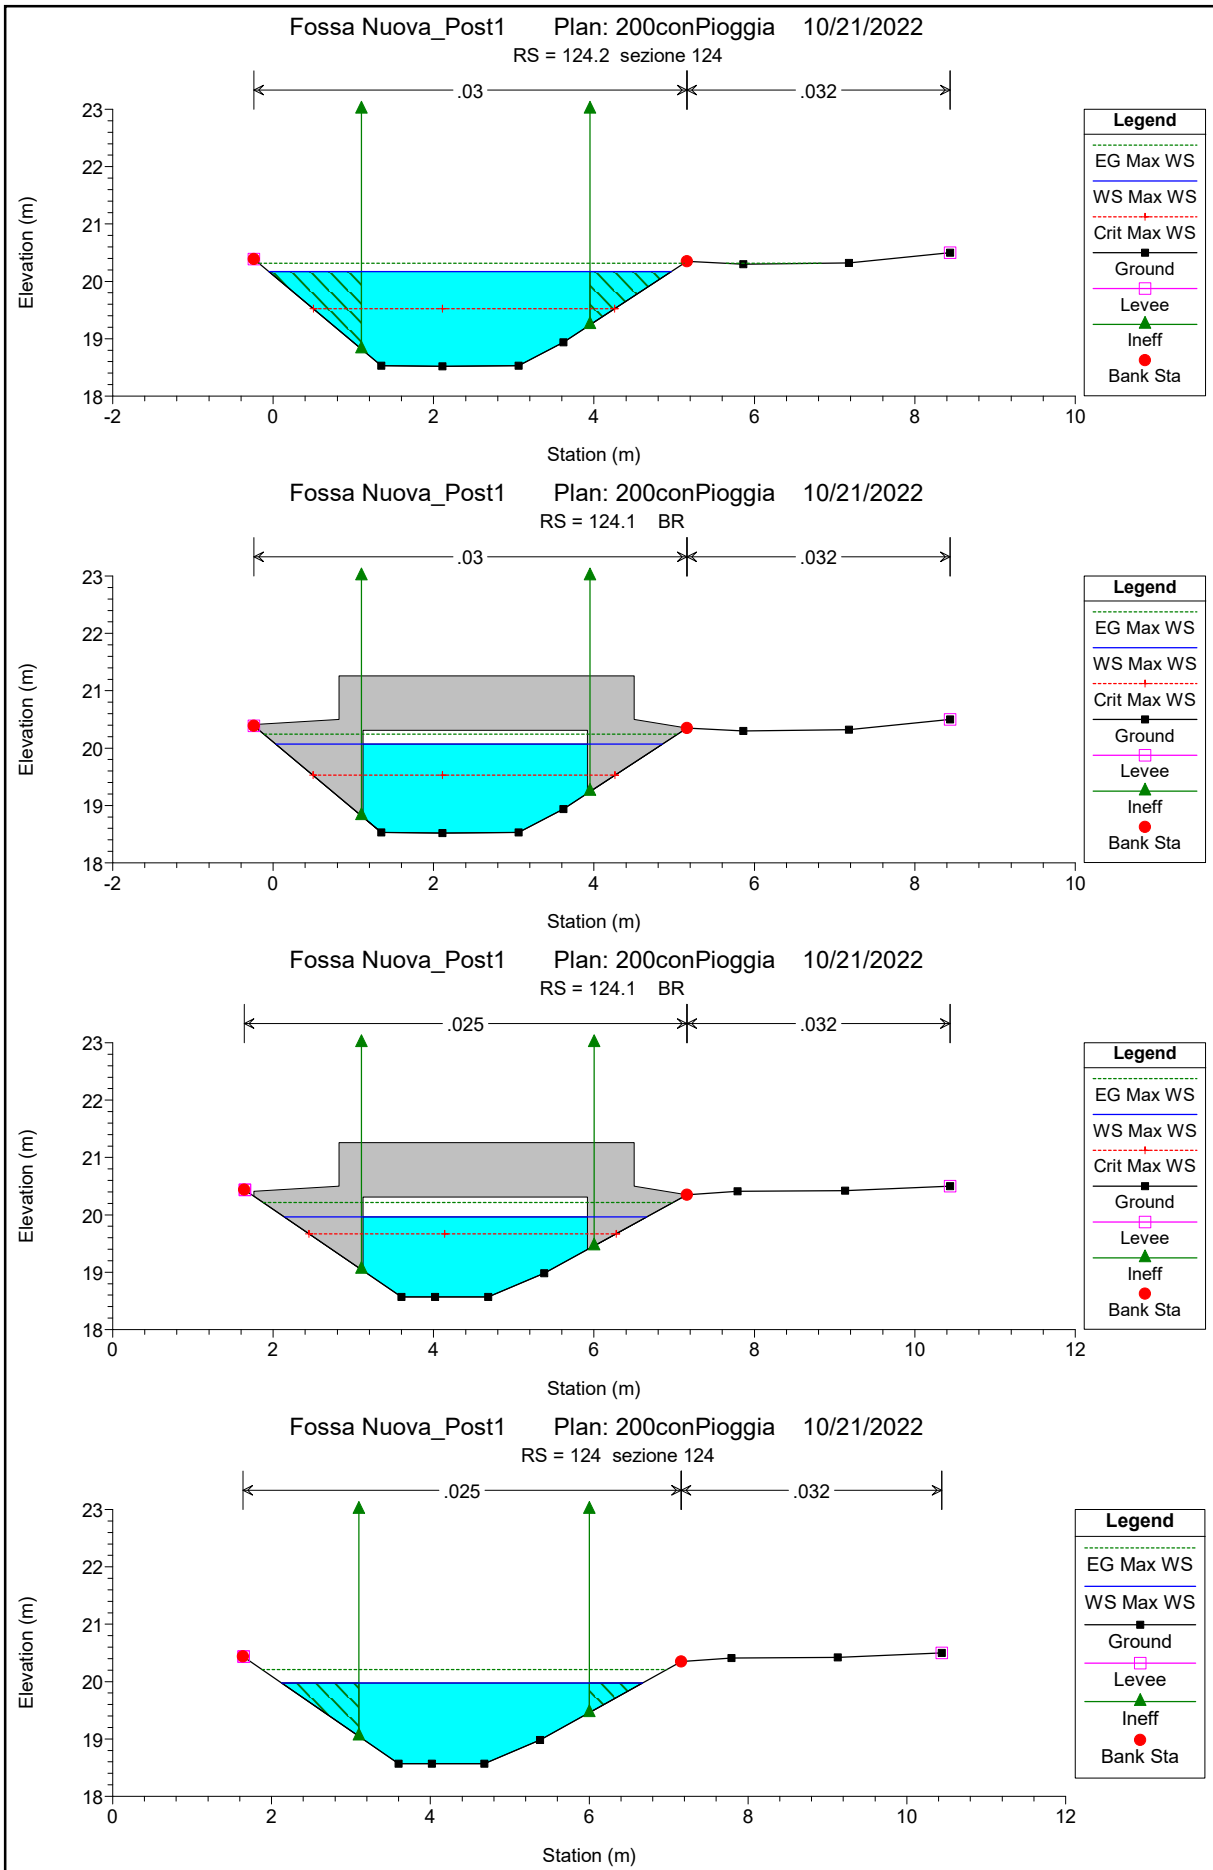 Fossa Nuova_Post1 Plan: 200conPioggia 10/21/2022
RS = 124.2 sezione 124
.03 .032
23
22
21
20
19
18
-2 0 2 4 6 8 10
Elevation (m)
Station (m)
Legend
EG Max WS
WS Max WS
Crit Max WS
Ground
Levee
Ineff
Bank Sta
Fossa Nuova_Post1 Plan: 200conPioggia 10/21/2022
RS = 124.1 BR
.03 .032
23
22
21
20
19
18
-2 0 2 4 6 8 10
Elevation (m)
Station (m)
Legend
EG Max WS
WS Max WS
Crit Max WS
Ground
Levee
Ineff
Bank Sta
Fossa Nuova_Post1 Plan: 200conPioggia 10/21/2022
RS = 124.1 BR
.025 .032
23
22
21
20
19
18
0 2 4 6 8 10 12
Elevation (m)
Station (m)
Legend
EG Max WS
WS Max WS
Crit Max WS
Ground
Levee
Ineff
Bank Sta
Fossa Nuova_Post1 Plan: 200conPioggia 10/21/2022
RS = 124 sezione 124
.025 .032
23
22
21
20
19
18
0 2 4 6 8 10 12
Elevation (m)
Station (m)
Legend
EG Max WS
WS Max WS
Ground
Levee
Ineff
Bank Sta